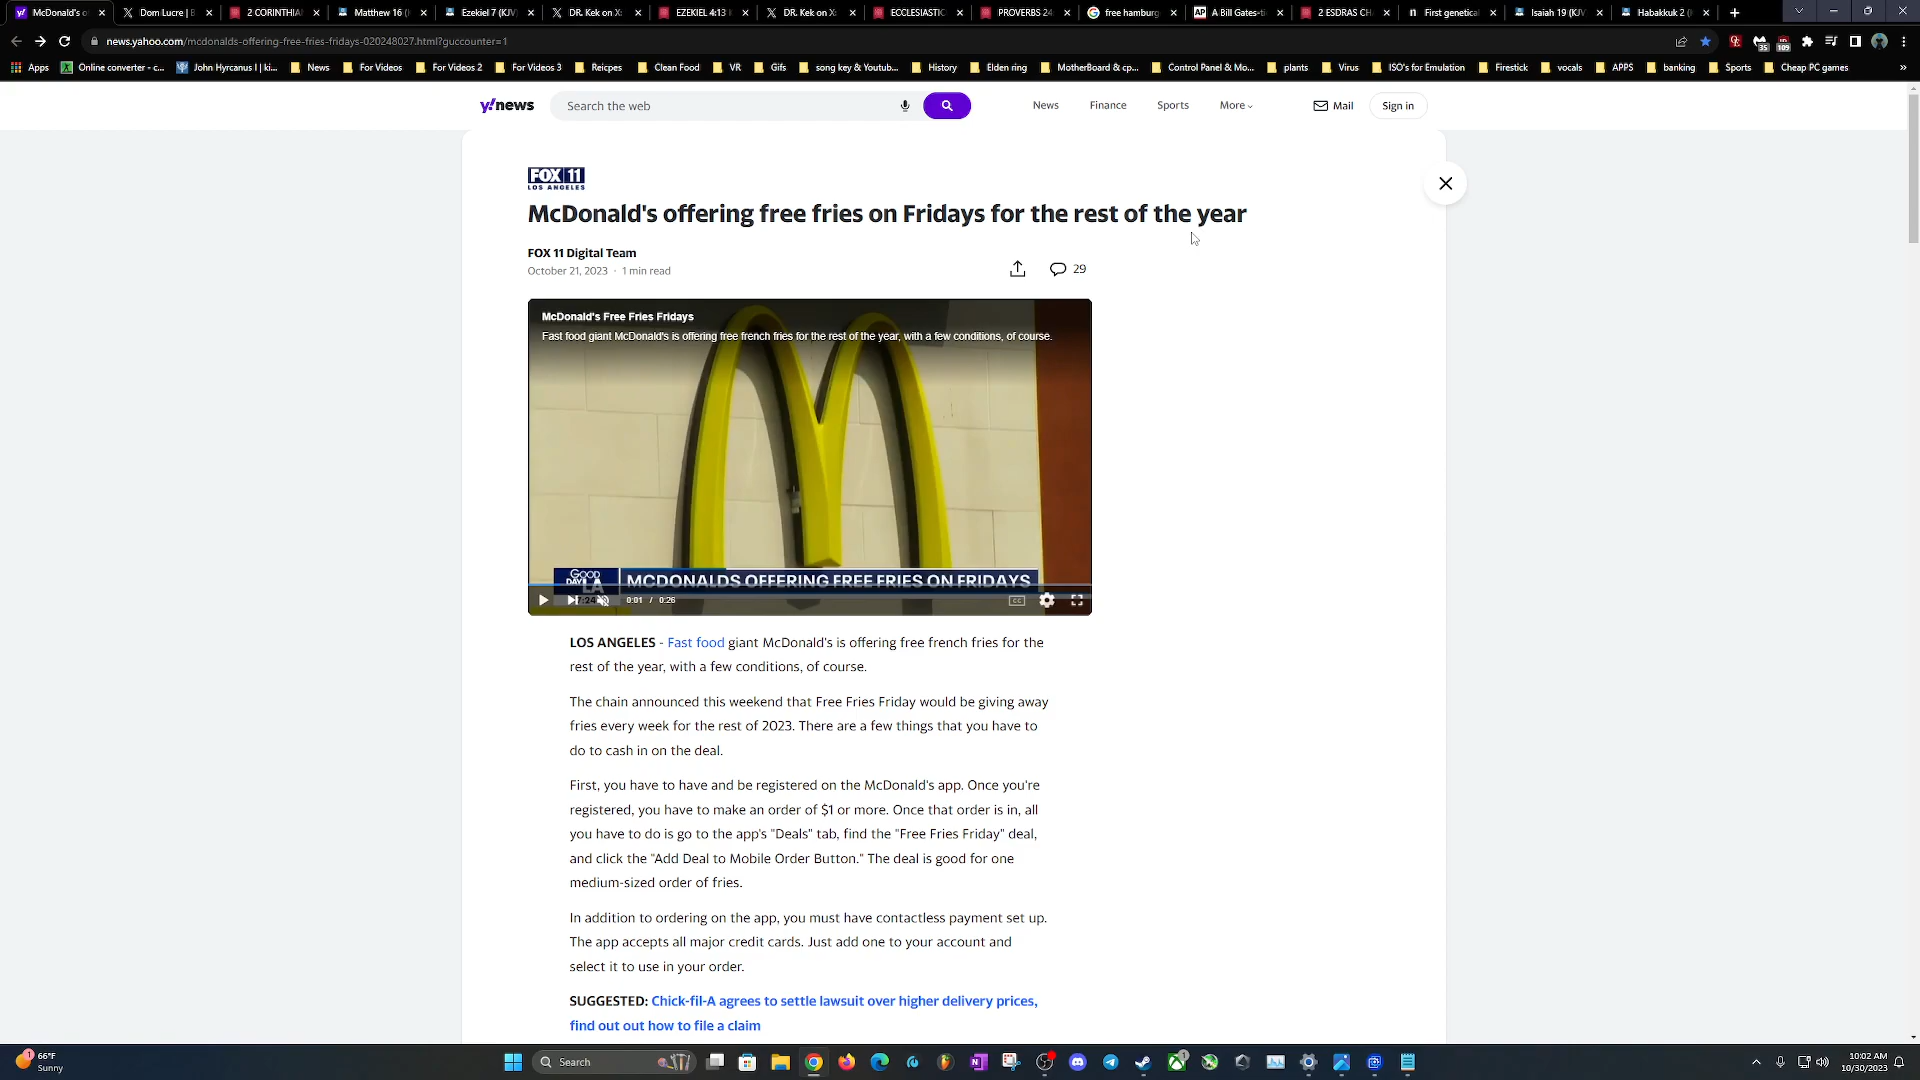 McDonald's o
Dom Lucre | B
2 CORINTHIA
Matthew 16 (
Ezekiel 7 (KJV
DR. Kek on X:
EZEKIEL 4:13
DR. Kek on X:
ECCLESIASTIC
PROVERBS 24:
free hamburg
AP A Bill Gates-ti
2 ESDRAS CH
First genetical
Isaiah 19 (KJV
Habakkuk 2 (
news.yahoo.com/mcdonalds-offering-free-fries-fridays-020248027.html?guccounter=1
35
109
Apps
Online converter - c...
John Hyrcanus I | ki...
News
For Videos
For Videos 2
For Videos 3
Reicpes
Clean Food
VR
Gifs
song key & Youtub...
History
Elden ring
MotherBoard & cp...
Control Panel & Mo...
plants
Virus
ISO's for Emulation
Firestick
vocals
APPS
banking
Sports
Cheap PC games
»
y!news
Search the web
News
Finance
Sports
More
Mail
Sign in
FOX 11
LOS ANGELES
McDonald's offering free fries on Fridays for the rest of the year
FOX 11 Digital Team
October 21, 2023 · 1 min read
29
McDonald's Free Fries Fridays
Fast food giant McDonald's is offering free french fries for the rest of the year, with a few conditions, of course.
GOOD
DAY LA
MCDONALDS OFFERING FREE FRIES ON FRIDAYS
7:24
0:01 / 0:26
CC
LOS ANGELES - Fast food giant McDonald's is offering free french fries for the
rest of the year, with a few conditions, of course.
The chain announced this weekend that Free Fries Friday would be giving away
fries every week for the rest of 2023. There are a few things that you have to
do to cash in on the deal.
First, you have to have and be registered on the McDonald's app. Once you're
registered, you have to make an order of $1 or more. Once that order is in, all
you have to do is go to the app's "Deals" tab, find the "Free Fries Friday" deal,
and click the "Add Deal to Mobile Order Button." The deal is good for one
medium-sized order of fries.
In addition to ordering on the app, you must have contactless payment set up.
The app accepts all major credit cards. Just add one to your account and
select it to use in your order.
SUGGESTED: Chick-fil-A agrees to settle lawsuit over higher delivery prices,
find out out how to file a claim
1
66°F
Sunny
Search
1
10:02 AM
10/30/2023